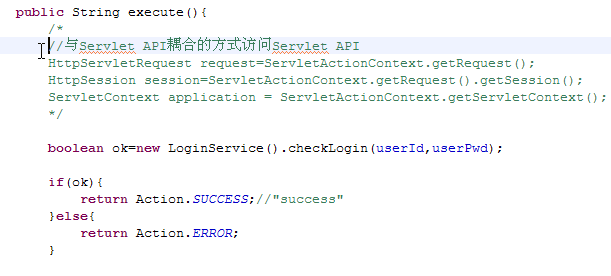 public String execute(){
/*
//与Servlet API耦合的方式访问Servlet API
HttpServletRequest request=ServletActionContext.getRequest();
HttpSession session=ServletActionContext.getRequest().getSession();
ServletContext application = ServletActionContext.getServletContext();
*/
boolean ok=new LoginService().checkLogin(userId,userPwd);
if(ok){
return Action.SUCCESS;//"success"
}else{
return Action.ERROR;
}